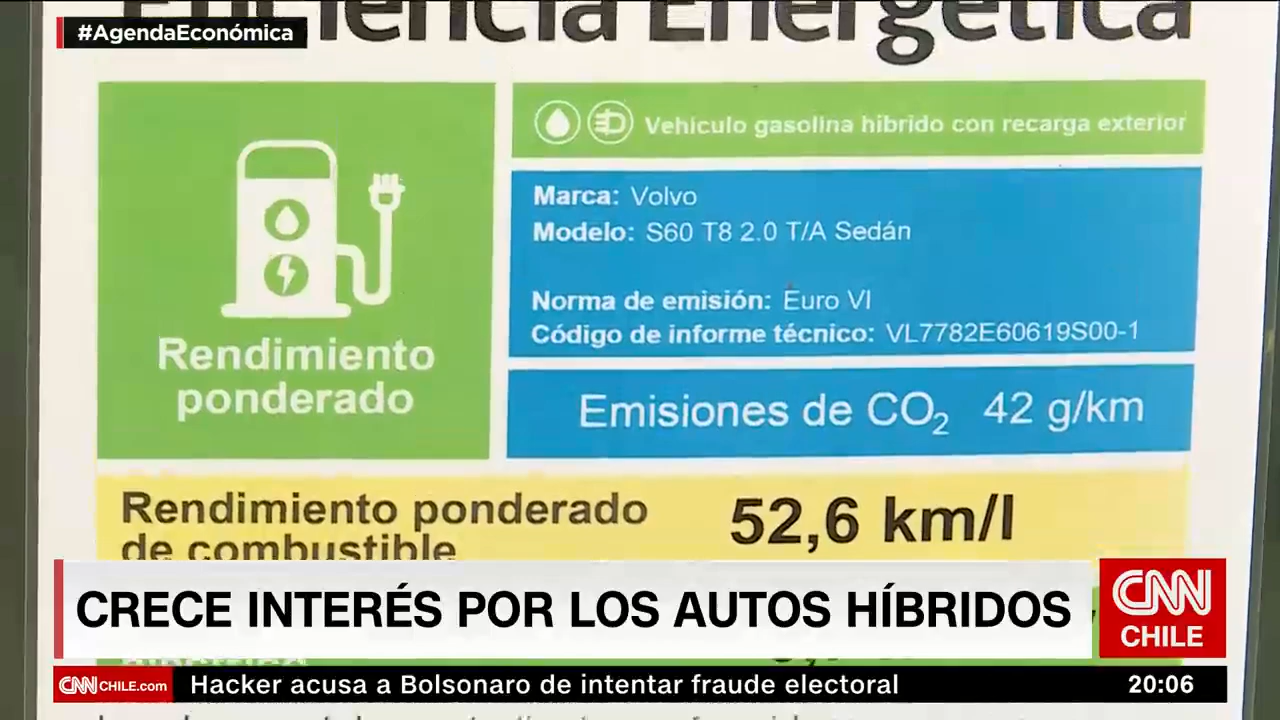 #AgendaEconómica
Eficiencia Energética
Vehículo gasolina híbrido con recarga exterior
Marca: Volvo
Modelo: S60 T8 2.0 T/A Sedán
Norma de emisión: Euro VI
Código de informe técnico: VL7782E60619S00-1
Rendimiento
ponderado
Emisiones de CO2 42 g/km
Rendimiento ponderado
de combustible
52,6 km/l
CRECE INTERÉS POR LOS AUTOS HÍBRIDOS
CNN
CHILE
CNNCHILE.com
Hacker acusa a Bolsonaro de intentar fraude electoral
20:06